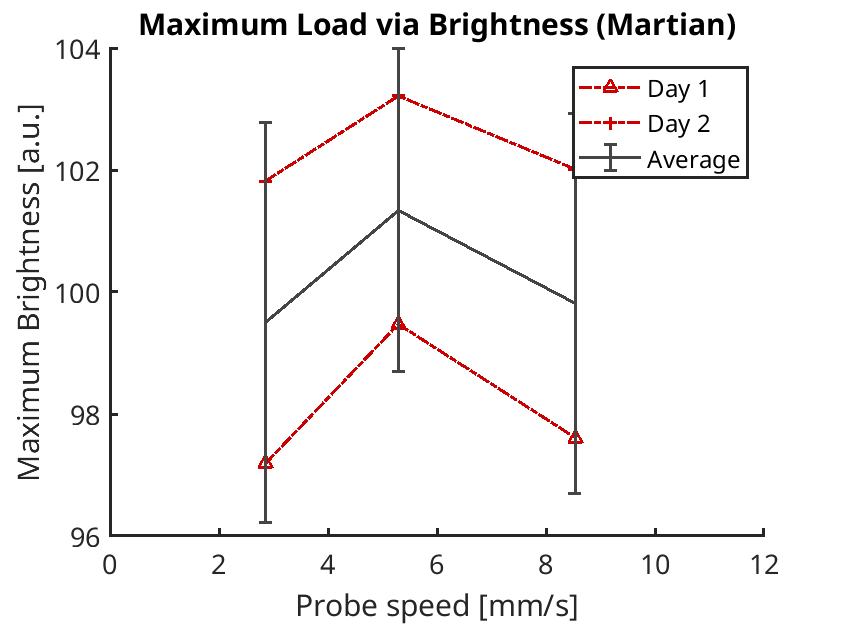 Maximum Load via Brightness (Martian)
104
102
100
98
96
Maximum Brightness [a.u.]
Day 1
Day 2
Average
0 2 4 6 8 10 12
Probe speed [mm/s]